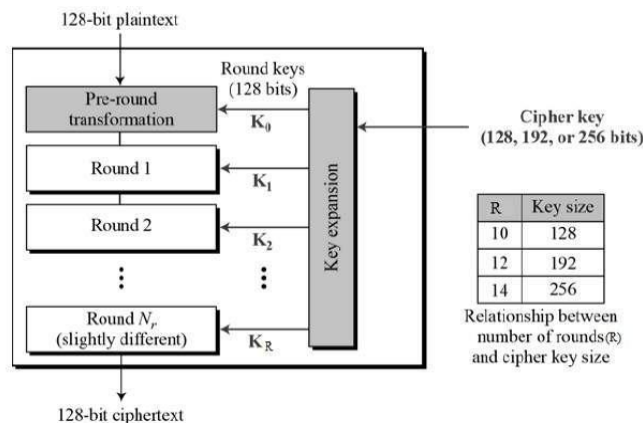 128-bit plaintext
Round keys
(128 bits)
Pre-round
transformation
K0
Cipher key
(128, 192, or 256 bits)
Round 1
K1
Round 2
K2
Key expansion
Round Nr
(slightly different)
KR
128-bit ciphertext
R Key size
10 128
12 192
14 256
Relationship between
number of rounds(R)
and cipher key size